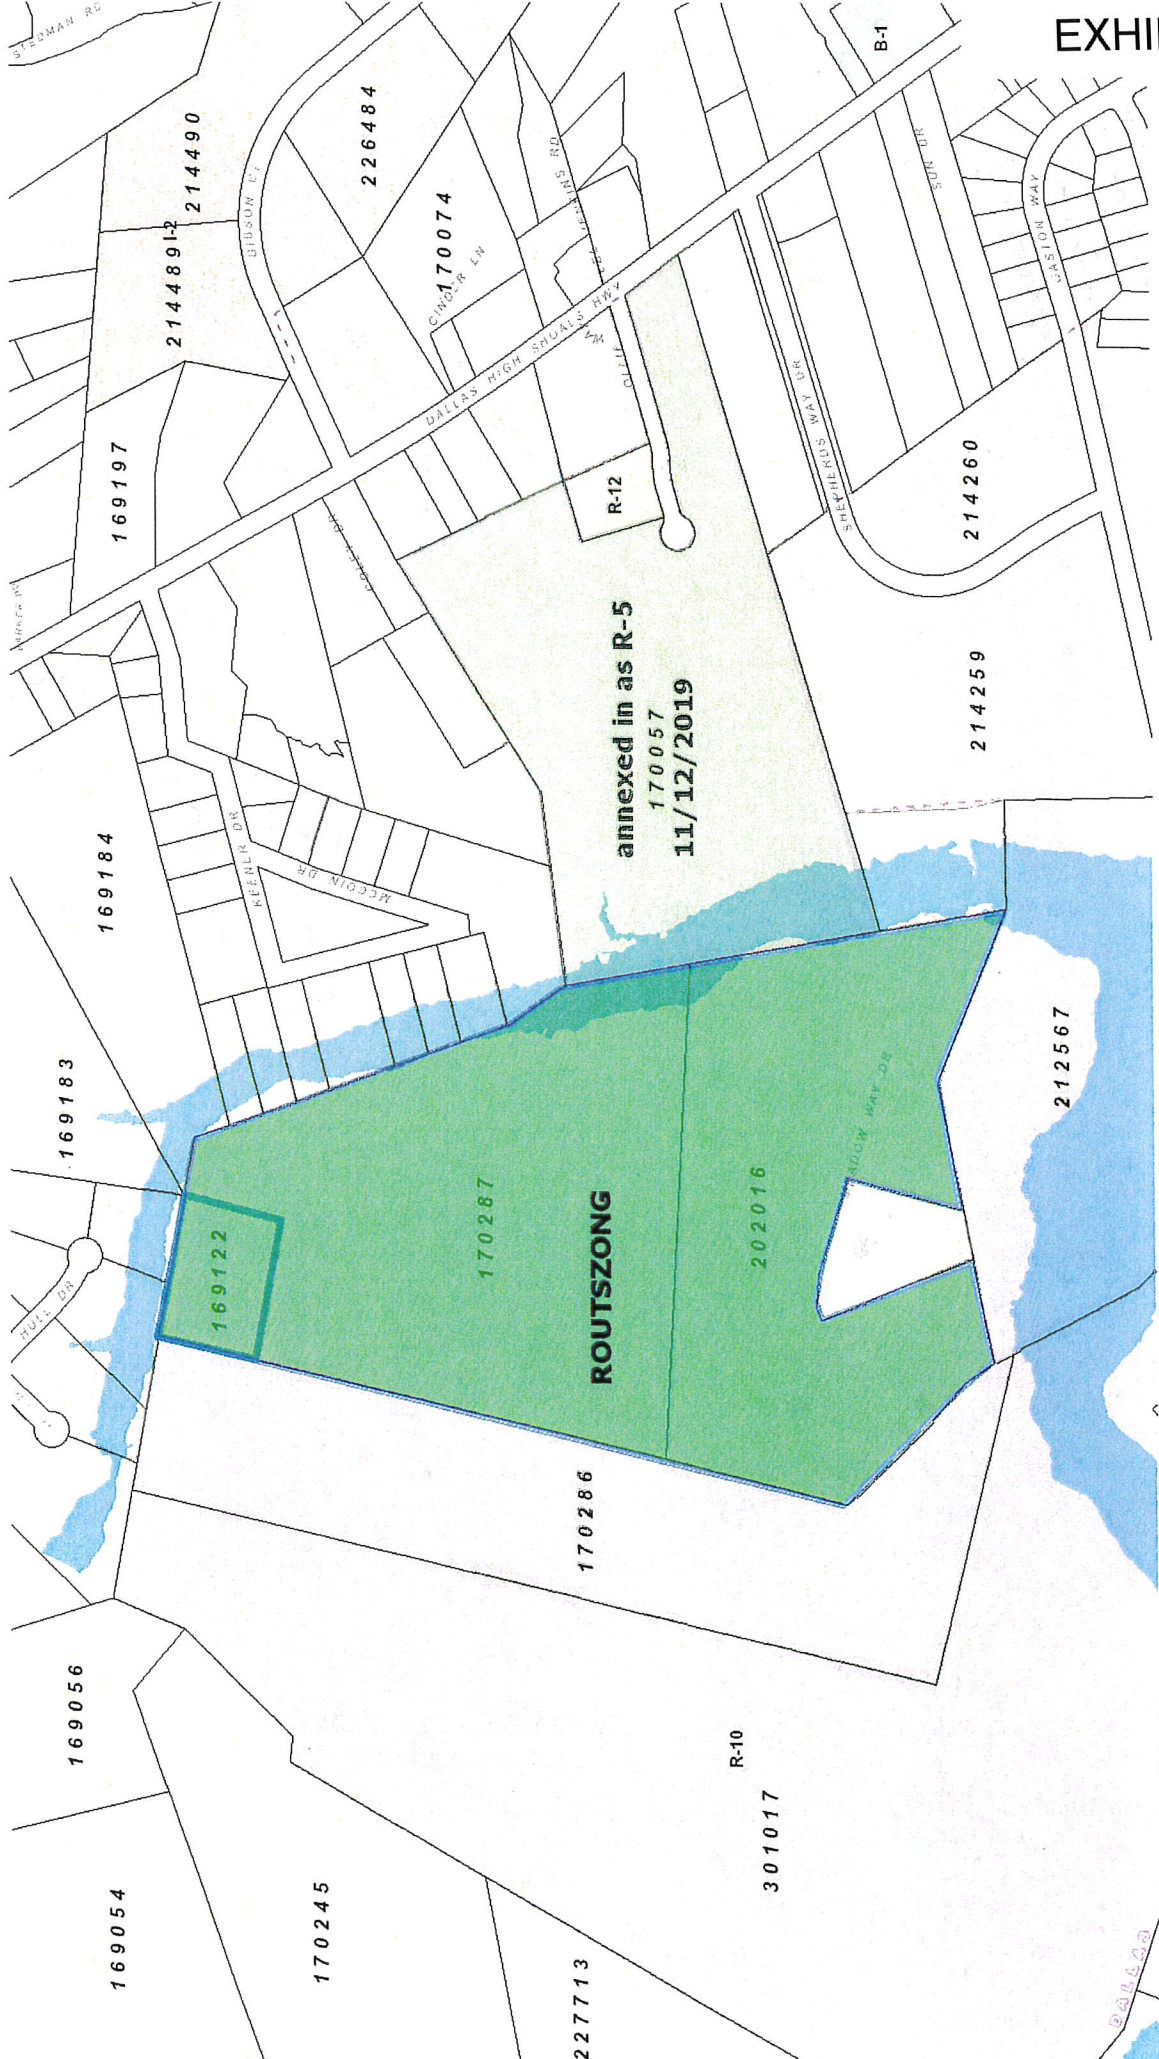 EXHI
STEDMAN RD
B-1
214490
226484
GIBSON CT
214489
I-2
170074
CINDER LN
SUN DR
GASTON WAY
DALLAS HIGH SHOALS HWY
169197
R-12
SHEPHERDS WAY DR
214260
annexed in as R-5
170057
11/12/2019
214259
169184
KEENER DR
MCCOIN DR
169183
212567
HULL DR
169122
170287
ROUTSZONG
202016
170286
169056
R-10
301017
169054
170245
227713
DALLAS